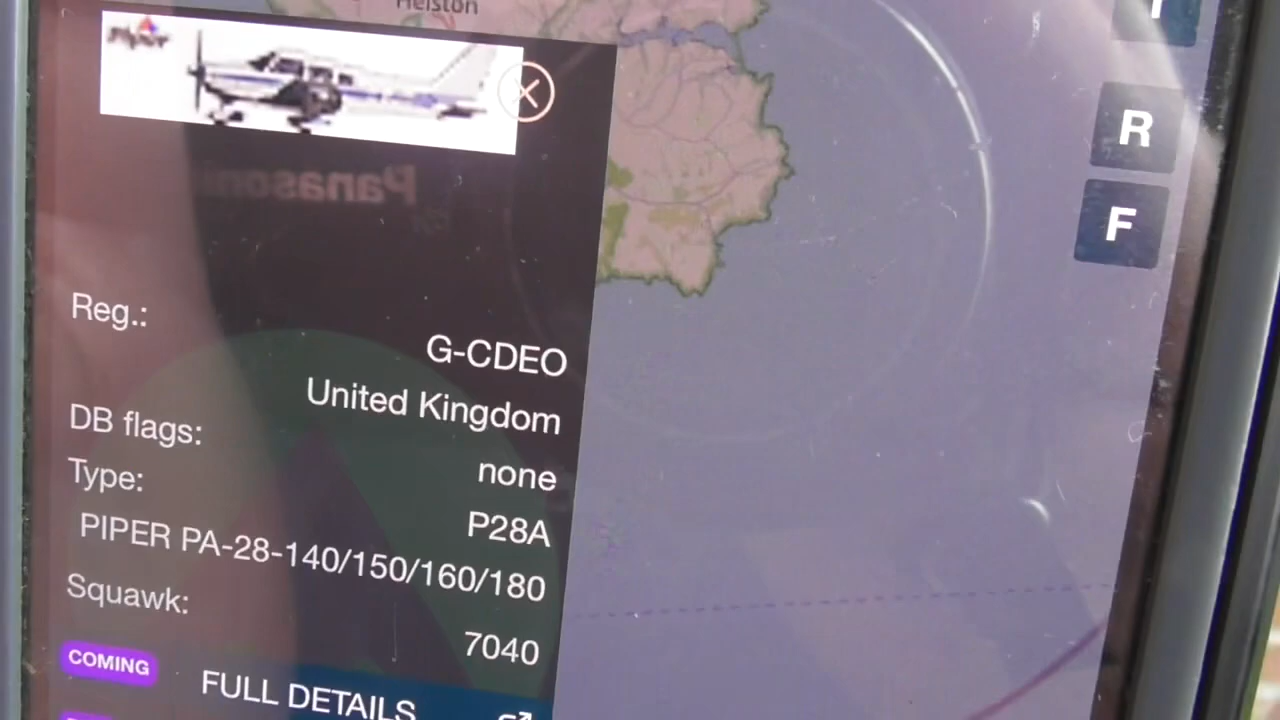 Helston
Piper
Panasonic
R
F
Reg.:
G-CDEO
United Kingdom
DB flags:
none
Type:
P28A
PIPER PA-28-140/150/160/180
Squawk:
7040
COMING
FULL DETAILS